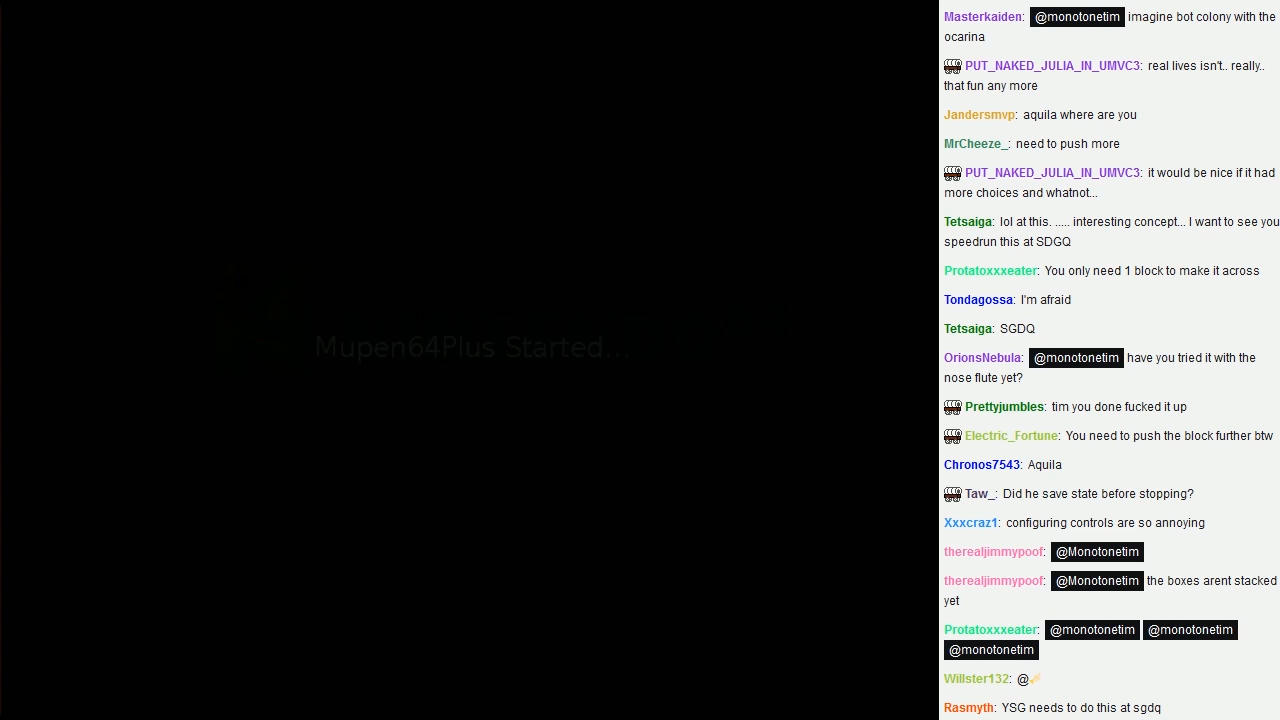 Mupen64Plus Started...
Masterkaiden: @monotonetim imagine bot colony with the
ocarina
PUT_NAKED_JULIA_IN_UMVC3: real lives isn't.. really..
that fun any more
Jandersmvp: aquila where are you
MrCheeze_: need to push more
PUT_NAKED_JULIA_IN_UMVC3: it would be nice if it had
more choices and whatnot...
Tetsaiga: lol at this. ..... interesting concept... I want to see you
speedrun this at SDGQ
Protatoxxxeater: You only need 1 block to make it across
Tondagossa: I'm afraid
Tetsaiga: SGDQ
OrionsNebula: @monotonetim have you tried it with the
nose flute yet?
Prettyjumbles: tim you done fucked it up
Electric_Fortune: You need to push the block further btw
Chronos7543: Aquila
Taw_: Did he save state before stopping?
Xxxcraz1: configuring controls are so annoying
therealjimmypoof: @Monotonetim
therealjimmypoof: @Monotonetim the boxes arent stacked
yet
Protatoxxxeater: @monotonetim @monotonetim
@monotonetim
Willster132: @
Rasmyth: YSG needs to do this at sgdq